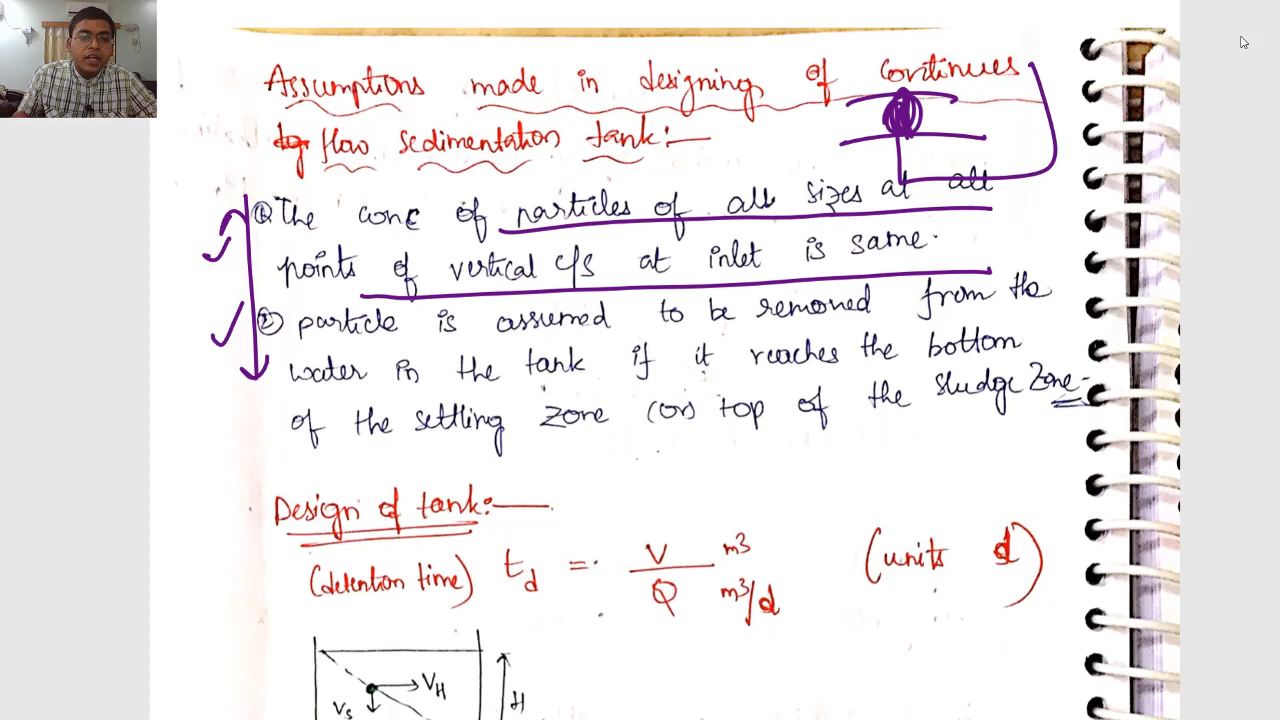 Assumptions made in designing of continues
flow sedimentation tank:-
① The conc of particles of all sizes at all
points of vertical c/s at inlet is same.
② particle is assumed to be removed from the
water in the tank if it reaches the bottom
of the settling zone (or) top of the sludge zone.
Design of tank:-
(detention time) td = V m3 / Q m3/d (units d)
VH
Vs
H